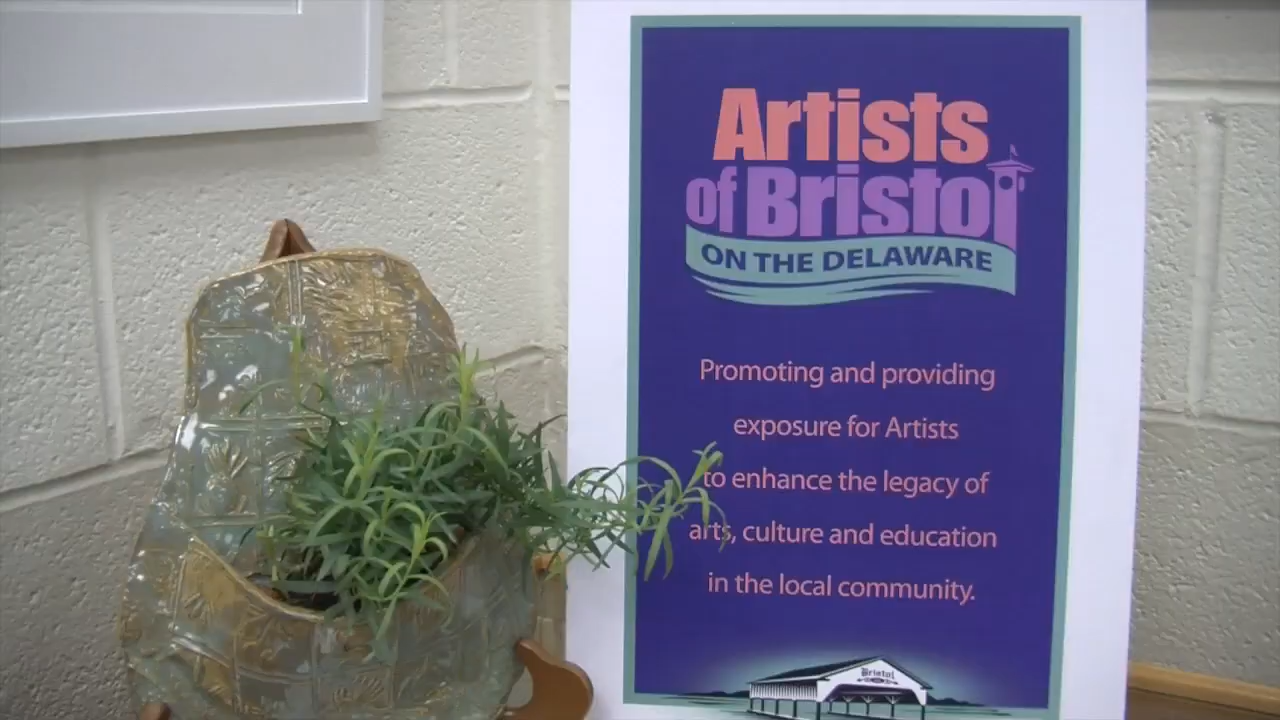 Artists
of Bristol
ON THE DELAWARE
Promoting and providing
exposure for Artists
to enhance the legacy of
arts, culture and education
in the local community.
Bristol